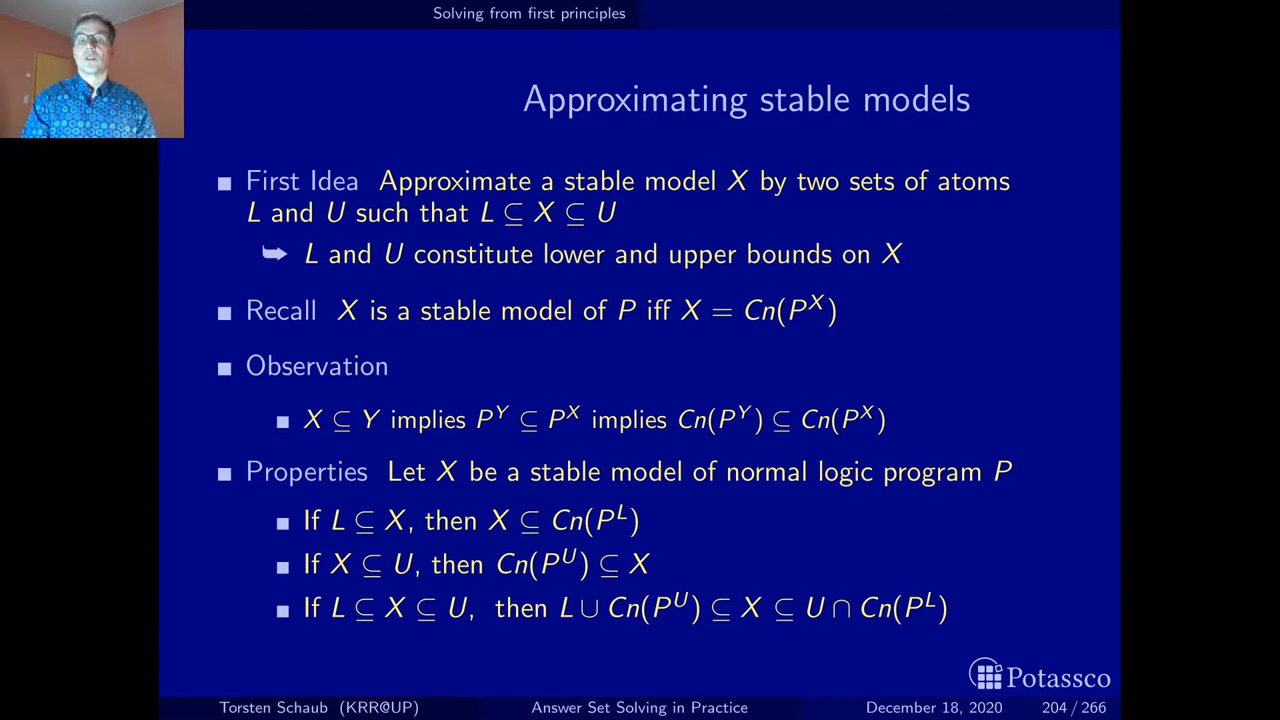 Solving from first principles
Approximating stable models
First Idea Approximate a stable model X by two sets of atoms
L and U such that L ⊆ X ⊆ U
L and U constitute lower and upper bounds on X
Recall X is a stable model of P iff X = Cn(P^X)
Observation
X ⊆ Y implies P^Y ⊆ P^X implies Cn(P^Y) ⊆ Cn(P^X)
Properties Let X be a stable model of normal logic program P
If L ⊆ X, then X ⊆ Cn(P^L)
If X ⊆ U, then Cn(P^U) ⊆ X
If L ⊆ X ⊆ U, then L ∪ Cn(P^U) ⊆ X ⊆ U ∩ Cn(P^L)
Potassco
Torsten Schaub (KRR@UP) Answer Set Solving in Practice December 18, 2020 204 / 266